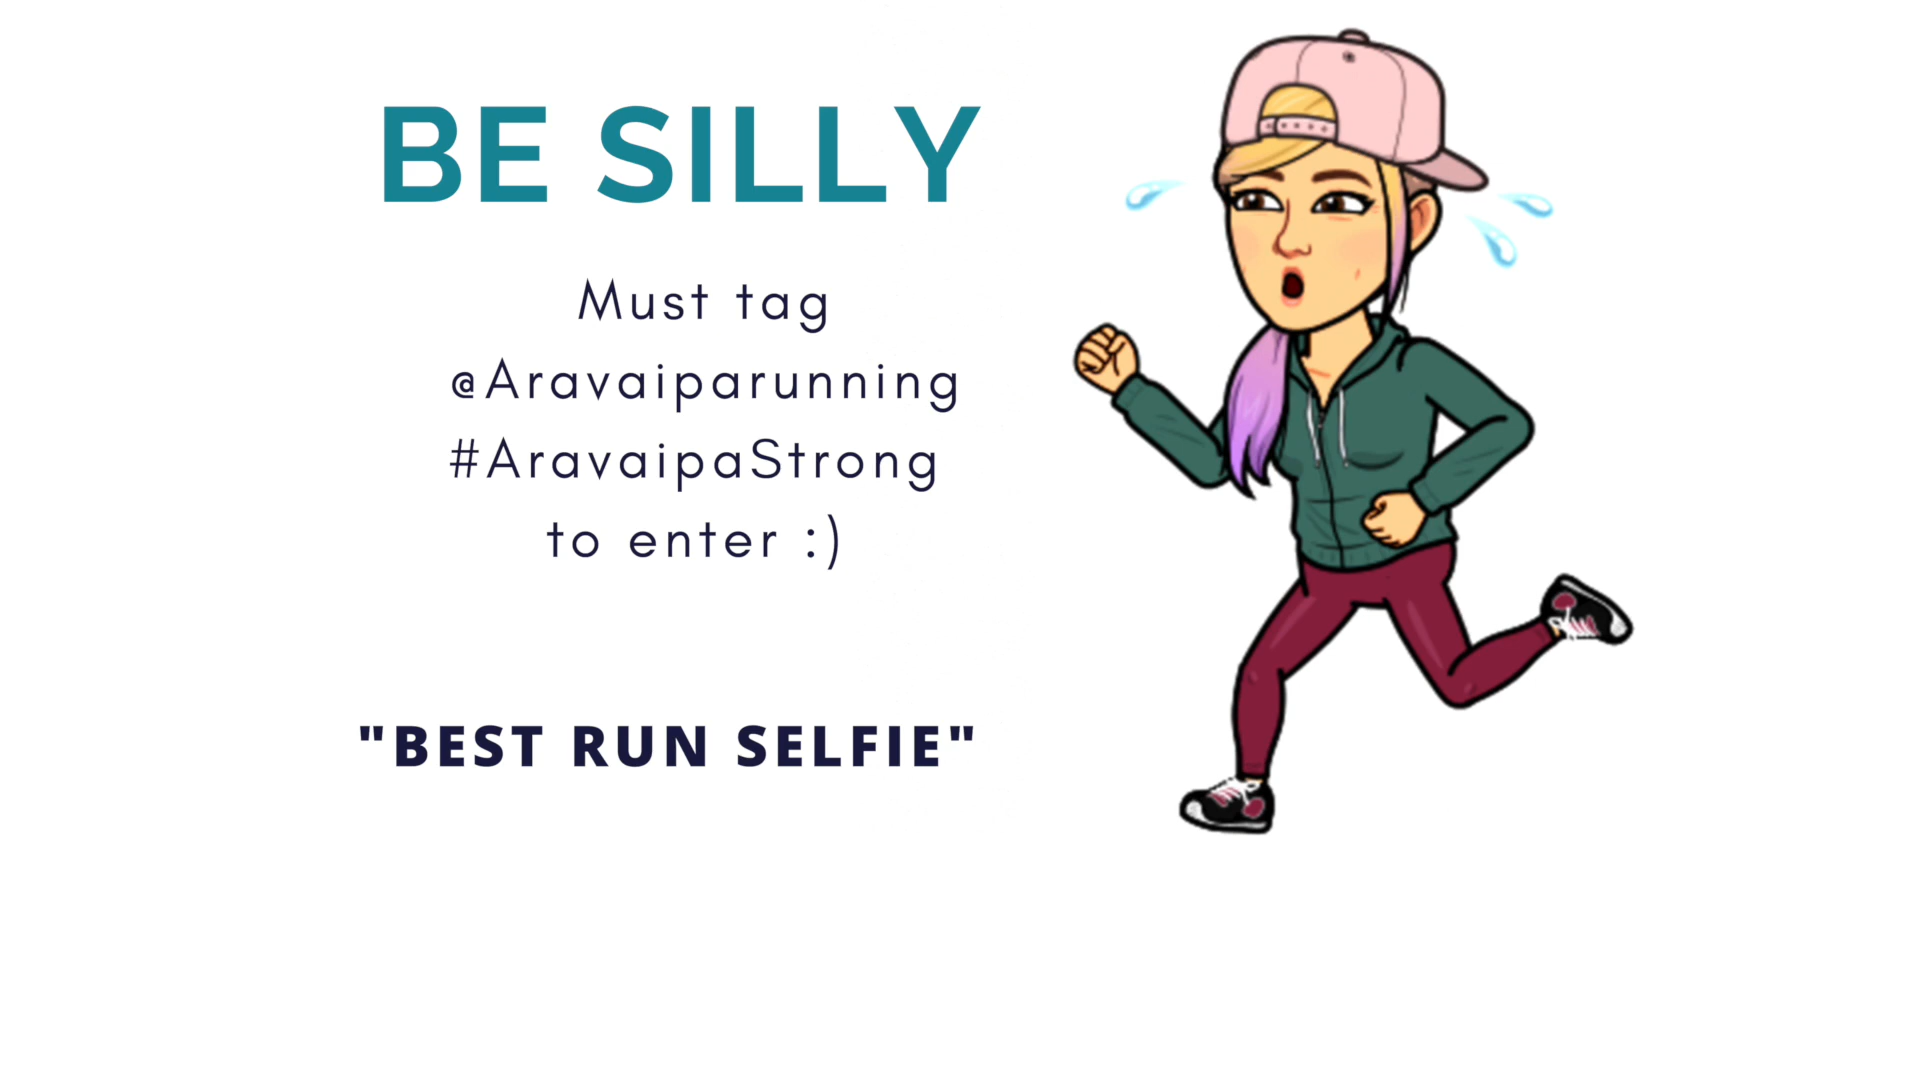 BE SILLY
Must tag
@Aravaiparunning
#AravaipaStrong
to enter :)
"BEST RUN SELFIE"